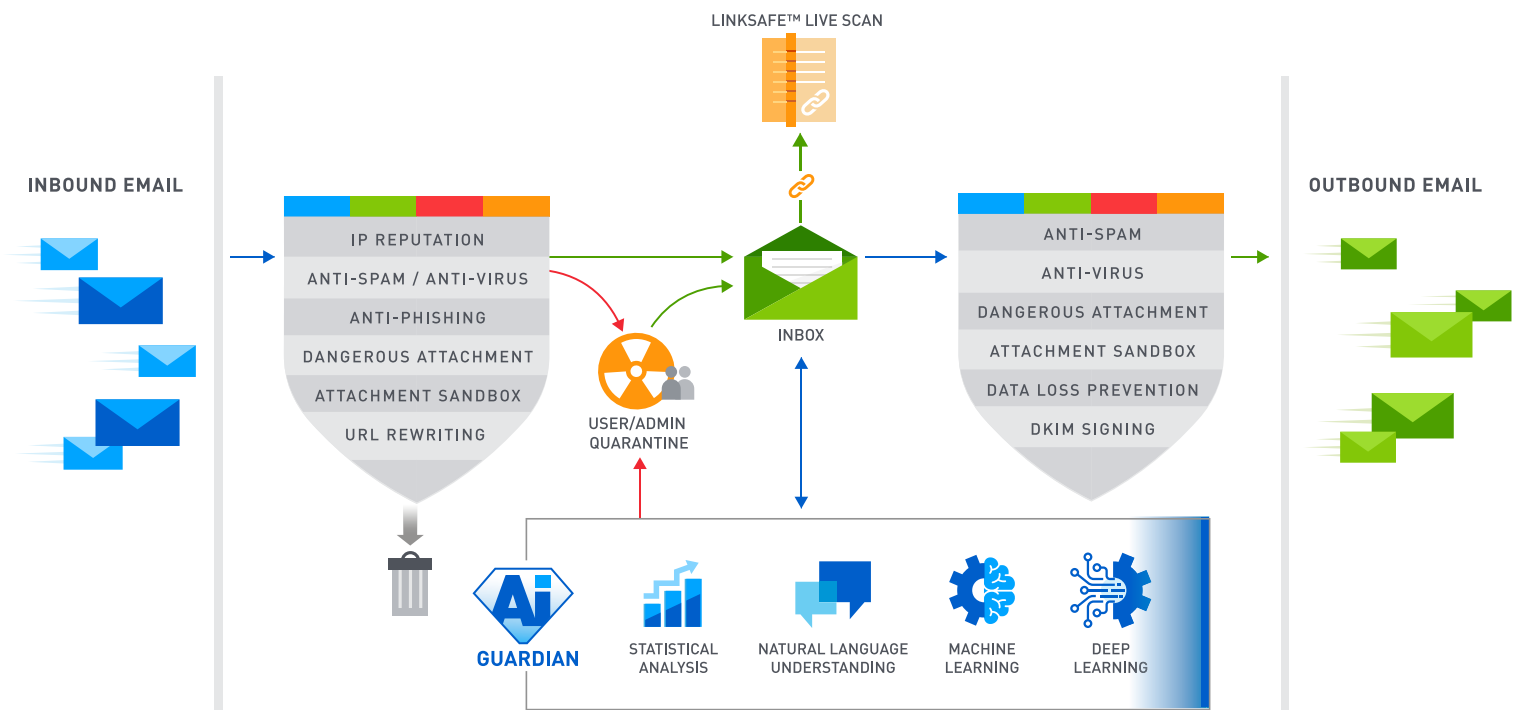 LINKSAFE™ LIVE SCAN
INBOUND EMAIL
IP REPUTATION
ANTI-SPAM / ANTI-VIRUS
ANTI-PHISHING
DANGEROUS ATTACHMENT
ATTACHMENT SANDBOX
URL REWRITING
USER/ADMIN
QUARANTINE
INBOX
ANTI-SPAM
ANTI-VIRUS
DANGEROUS ATTACHMENT
ATTACHMENT SANDBOX
DATA LOSS PREVENTION
DKIM SIGNING
OUTBOUND EMAIL
Ai
GUARDIAN
STATISTICAL
ANALYSIS
NATURAL LANGUAGE
UNDERSTANDING
MACHINE
LEARNING
DEEP
LEARNING